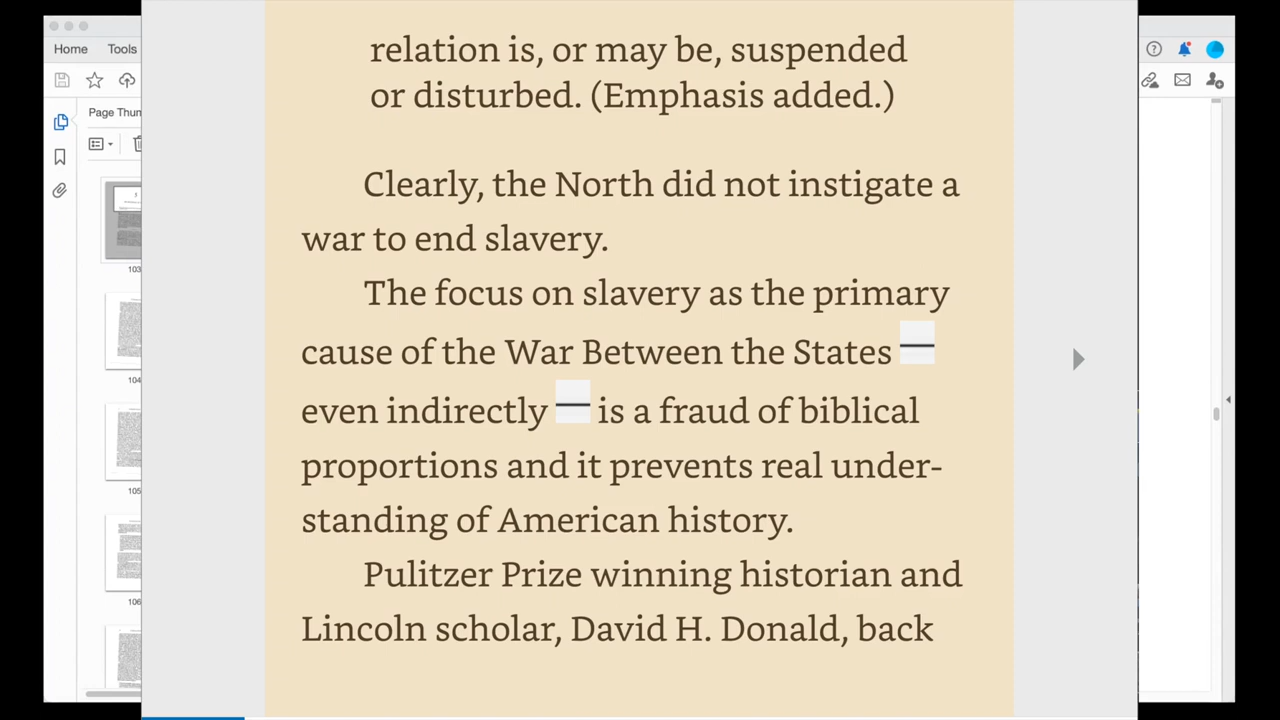 Home Tools
Page Thun
relation is, or may be, suspended
or disturbed. (Emphasis added.)
Clearly, the North did not instigate a
war to end slavery.
The focus on slavery as the primary
cause of the War Between the States —
even indirectly — is a fraud of biblical
proportions and it prevents real under-
standing of American history.
Pulitzer Prize winning historian and
Lincoln scholar, David H. Donald, back
103
104
105
106